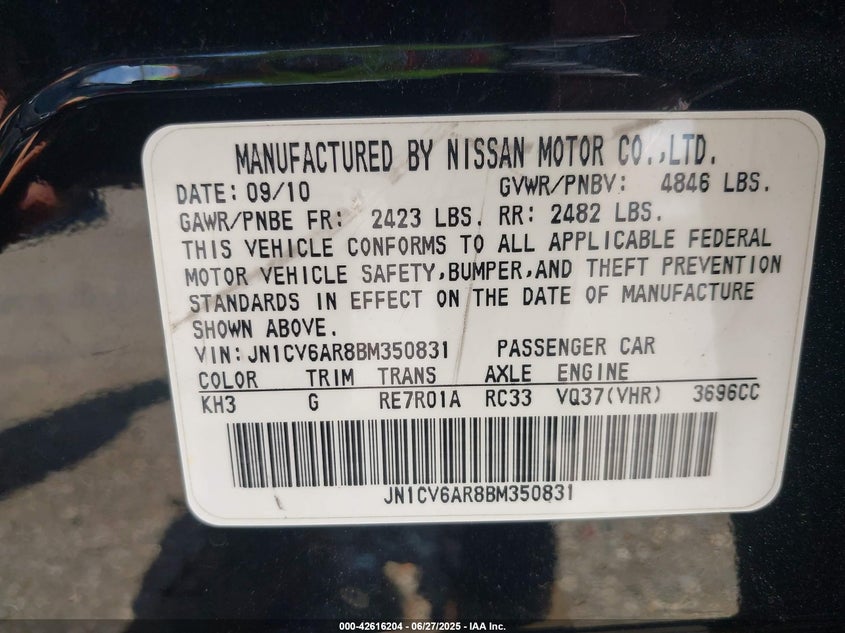 MANUFACTURED BY NISSAN MOTOR CO.,LTD.
DATE: 09/10 GVWR/PNBV: 4846 LBS.
GAWR/PNBE FR: 2423 LBS. RR: 2482 LBS.
THIS VEHICLE CONFORMS TO ALL APPLICABLE FEDERAL
MOTOR VEHICLE SAFETY,BUMPER,AND THEFT PREVENTION
STANDARDS IN EFFECT ON THE DATE OF MANUFACTURE
SHOWN ABOVE.
VIN: JN1CV6AR8BM350831 PASSENGER CAR
COLOR TRIM TRANS AXLE ENGINE
KH3 G RE7R01A RC33 VQ37(VHR) 3696CC
JN1CV6AR8BM350831
000-42616204 - 06/27/2025 - IAA Inc.